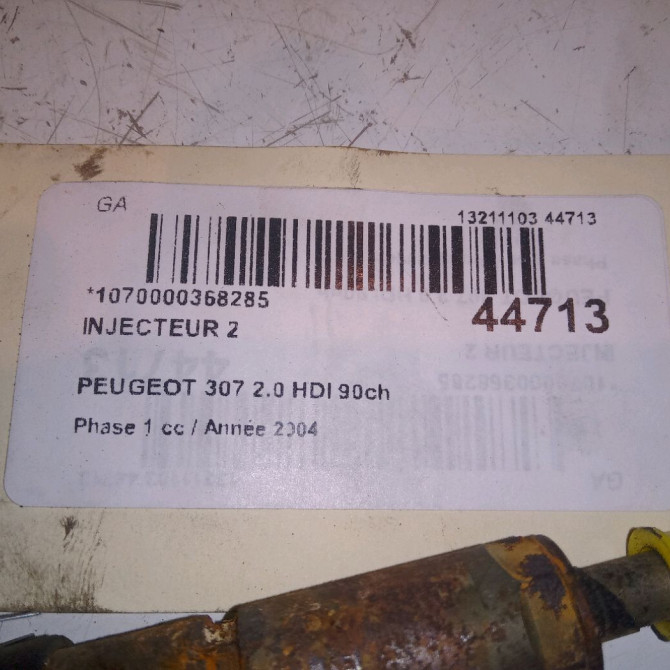 GA
13211103 44713
*1070000368285
44713
INJECTEUR 2
PEUGEOT 307 2.0 HDI 90ch
Phase 1 cc / Année 2004